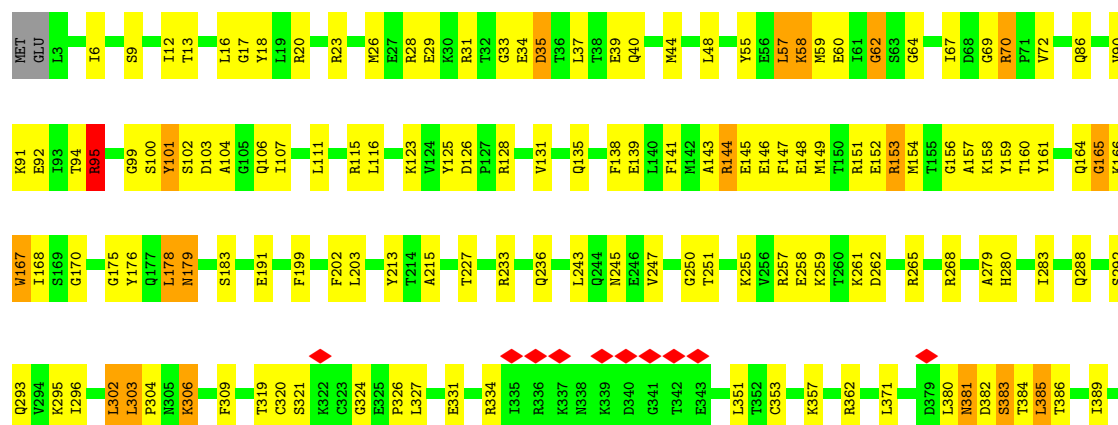 MET GLU L3 I6 S9 I12 T13 L16 G17 Y18 L19 R20 R23 M26 E27 R28 E29 K30 R31 T32 G33 E34 D35 T36 L37 T38 E39 Q40 M44 L48 Y55 E56 L57 K58 M59 E60 I61 G62 S63 G64 I67 D68 G69 R70 P71 V72 Q86
K91 E92 I93 T94 R95 G99 S100 Y101 S102 D103 A104 G105 Q106 I107 L111 R115 L116 K123 V124 Y125 D126 P127 R128 V131 Q135 F138 E139 L140 F141 M142 A143 R144 E145 E146 F147 E148 M149 T150 R151 E152 R153 M154 T155 G156 A157 K158 Y159 T160 Y161 Q164 G165 K166
W167 I168 S169 G170 G175 Y176 Q177 L178 N179 S183 E191 F199 F202 L203 Y213 T214 A215 T227 R233 Q236 L243 Q244 N245 E246 V247 G250 T251 K255 V256 R257 E258 K259 T260 K261 D262 R265 R268 A279 H280 I283 Q288
Q293 V294 K295 I296 L302 L303 P304 N305 K306 F309 T319 C320 S321 K322 C323 G324 E325 P326 L327 E331 R334 I335 R336 K337 N338 K339 D340 G341 T342 E343 L351 T352 C353 K357 R362 L371 D379 L380 N381 D382 S383 T384 L385 T386 I389